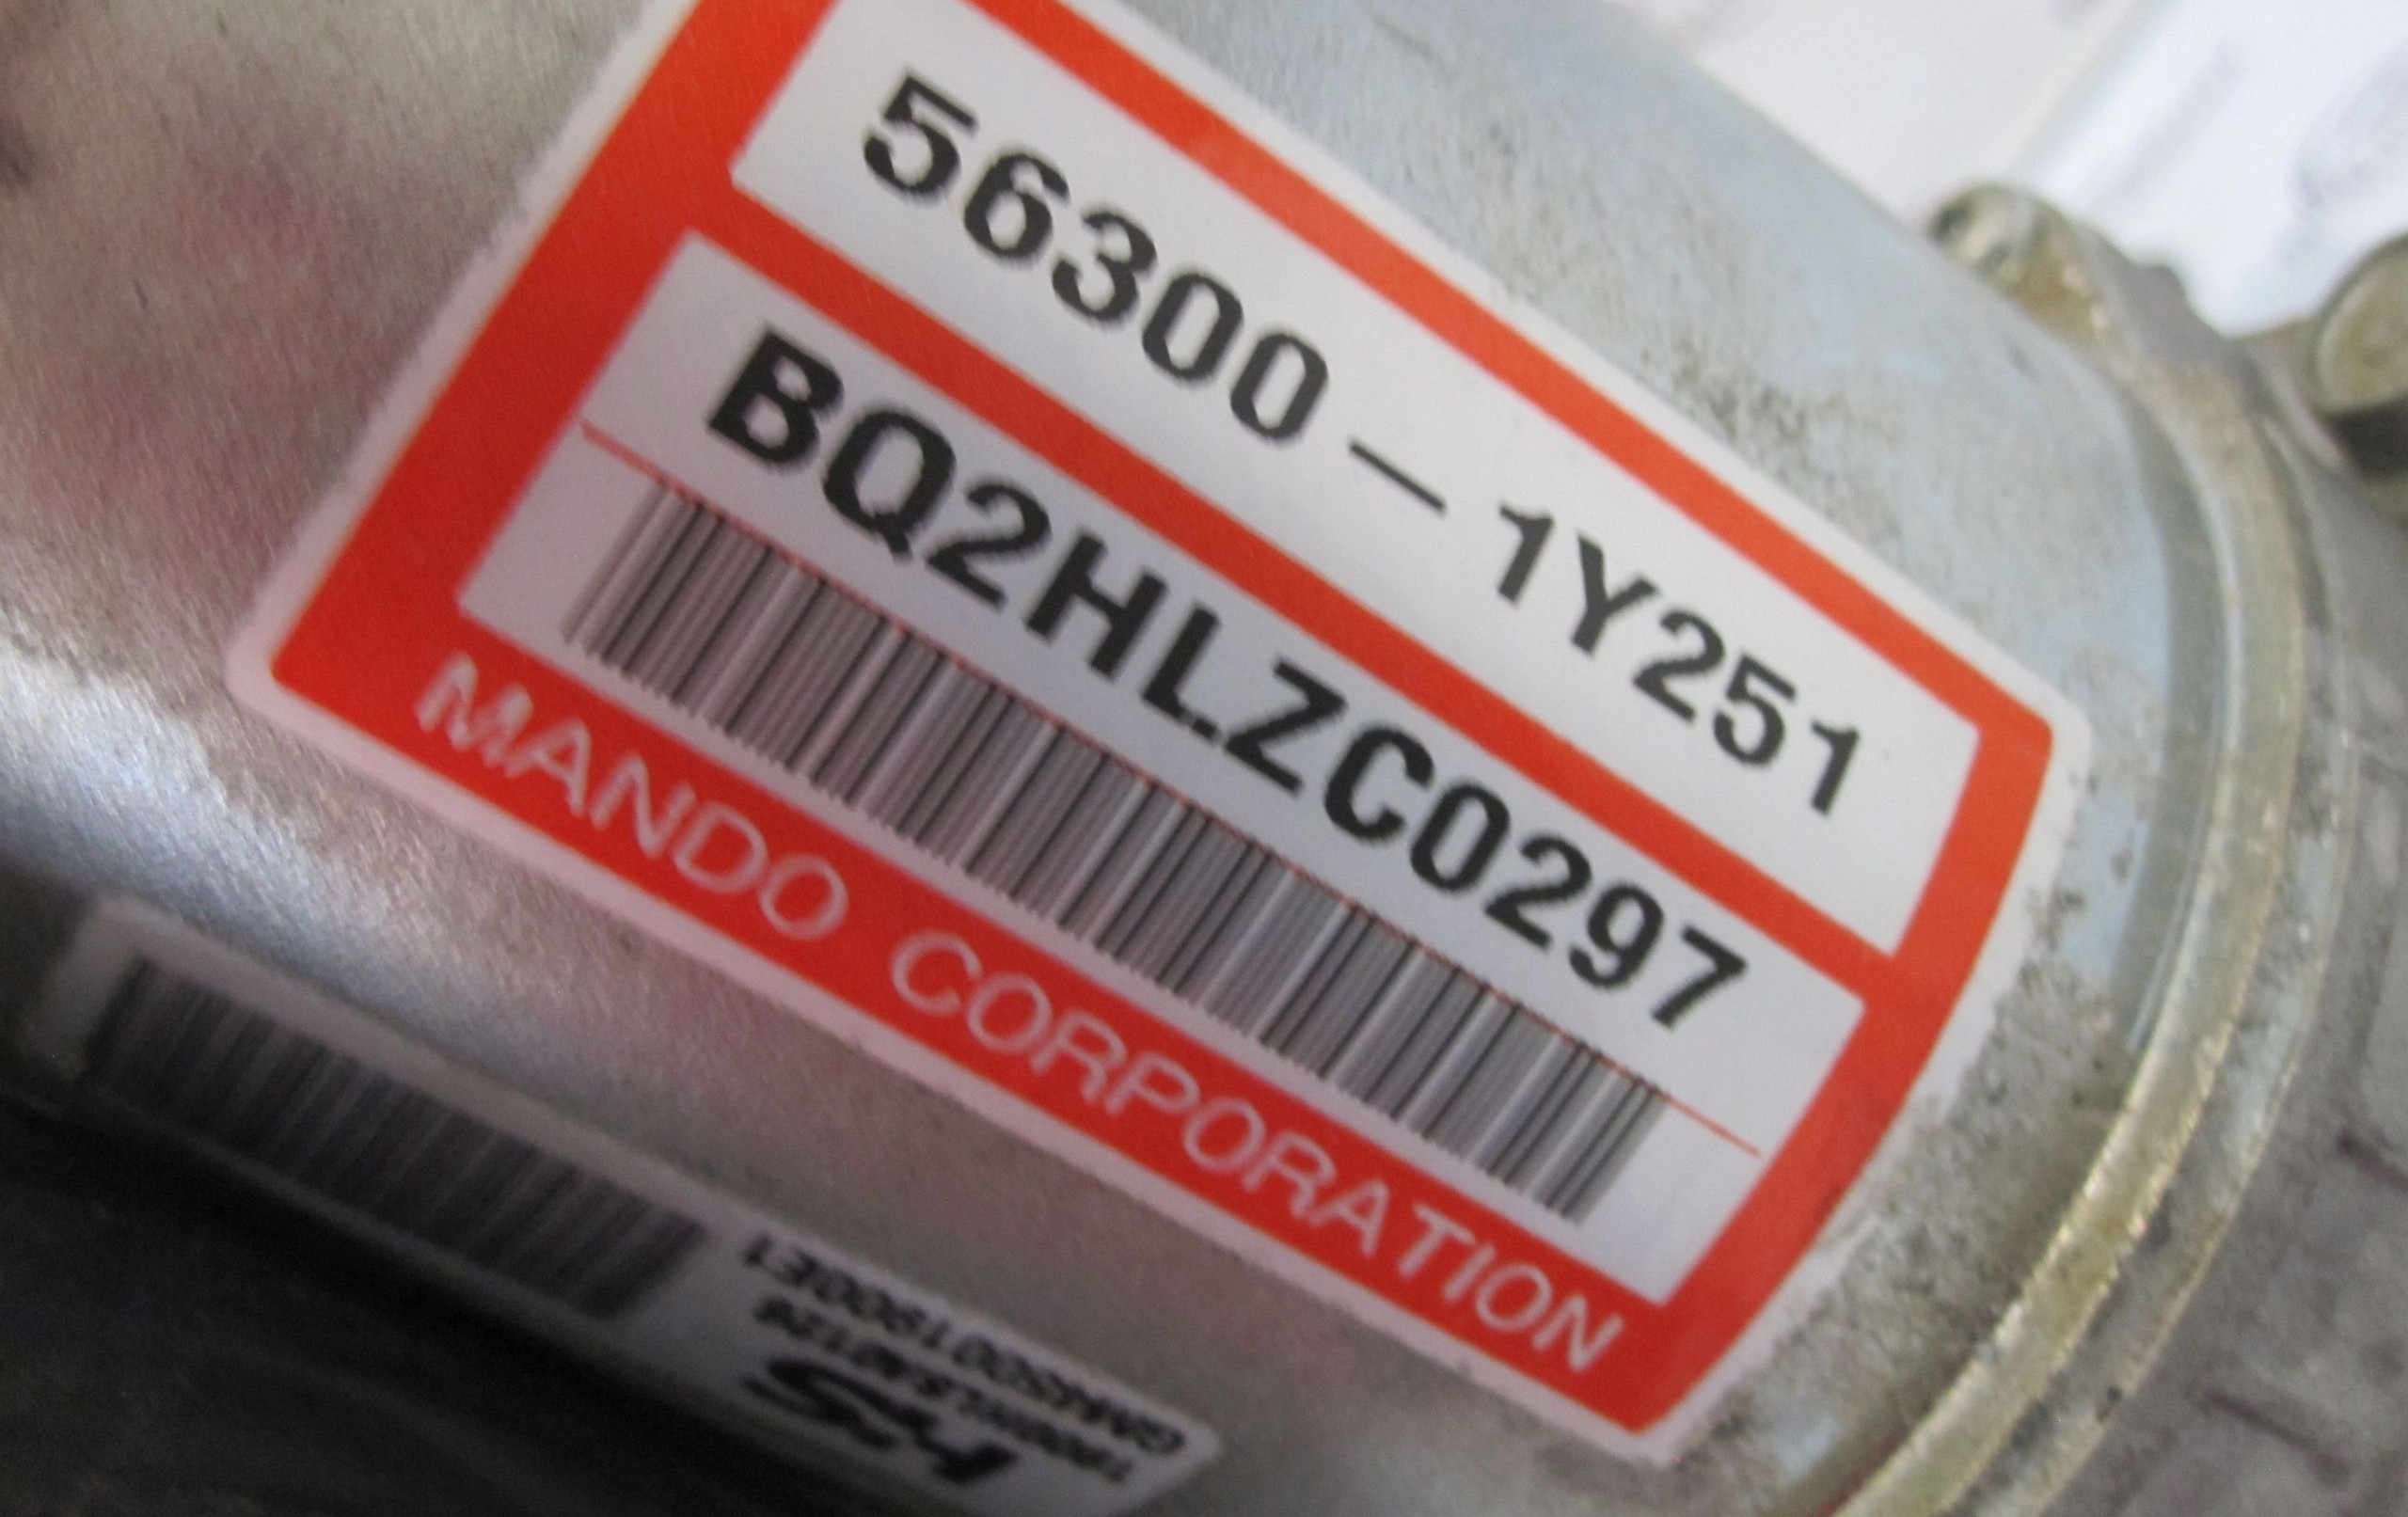 56300-1Y251
BQ2HLZC0297
MANDO CORPORATION